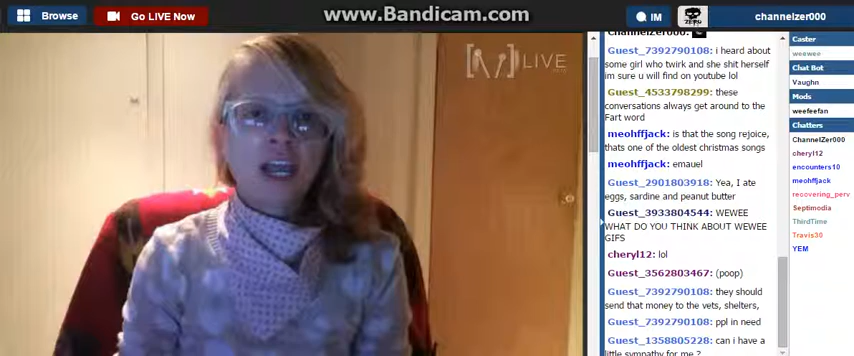 Browse
Go LIVE Now
www.Bandicam.com
IM
ZERO
channelzer000
LIVE
ChannelZer000:
Guest_7392790108: i heard about
some girl who twirk and she shit herself
im sure u will find on youtube lol
Guest_4533798299: these
conversations always get around to the
Fart word
meohffjack: is that the song rejoice,
thats one of the oldest christmas songs
meohffjack: emauel
Guest_2901803918: Yea, I ate
eggs, sardine and peanut butter
Guest_3933804544: WEWEE
WHAT DO YOU THINK ABOUT WEWEE
GIFS
cheryl12: lol
Guest_3562803467: (poop)
Guest_7392790108: they should
send that money to the vets, shelters,
Guest_7392790108: ppl in need
Guest_1358805228: can i have a
little sympathy for me ?
Caster
weewee
Chat Bot
Vaughn
Mods
weefeefan
Chatters
ChannelZer000
cheryl12
encounters10
meohffjack
recovering_perv
Septimodia
ThirdTime
Travis30
YEM